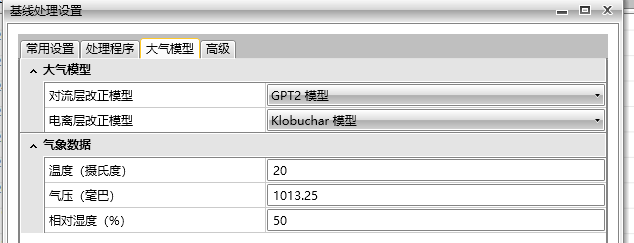 基线处理设置
常用设置 处理程序 大气模型 高级
大气模型
对流层改正模型 GPT2 模型
电离层改正模型 Klobuchar 模型
气象数据
温度（摄氏度） 20
气压（毫巴） 1013.25
相对湿度（%） 50